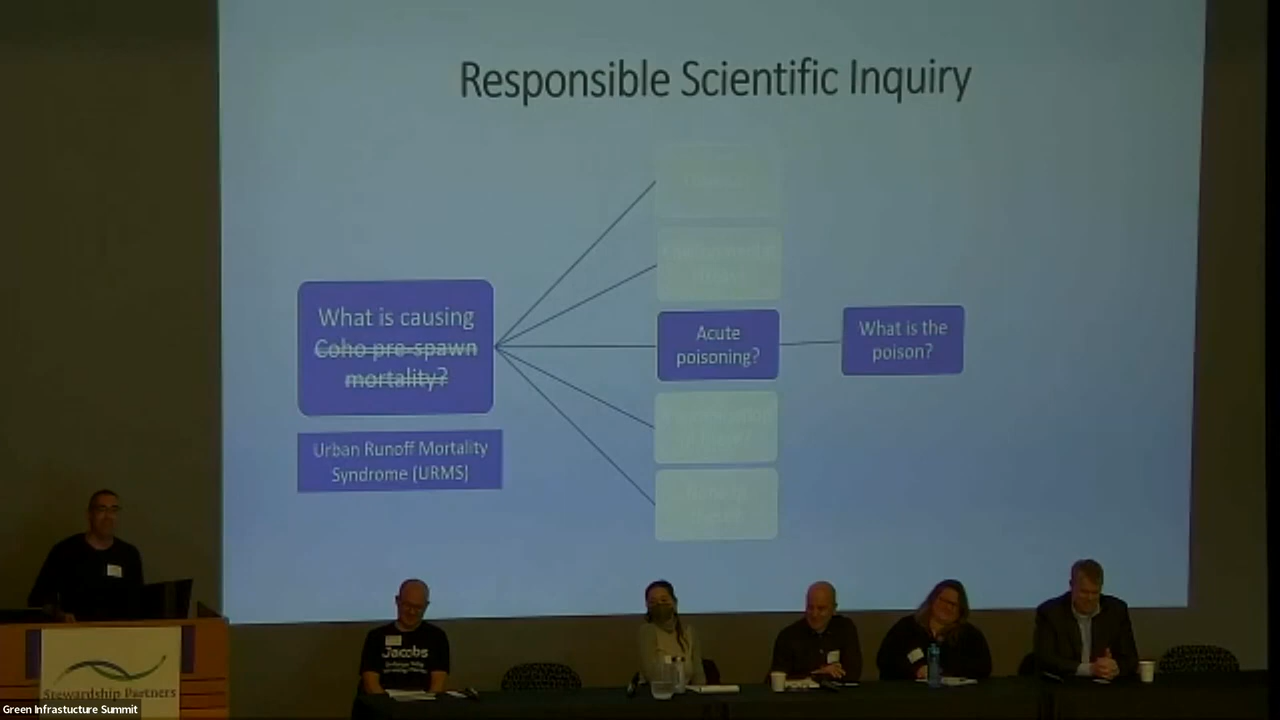 Responsible Scientific Inquiry
What is causing
Coho pre-spawn
mortality?
Urban Runoff Mortality
Syndrome (URMS)
Acute
poisoning?
What is the
poison?
Jacobs
Stewardship Partners
Green Infrastucture Summit